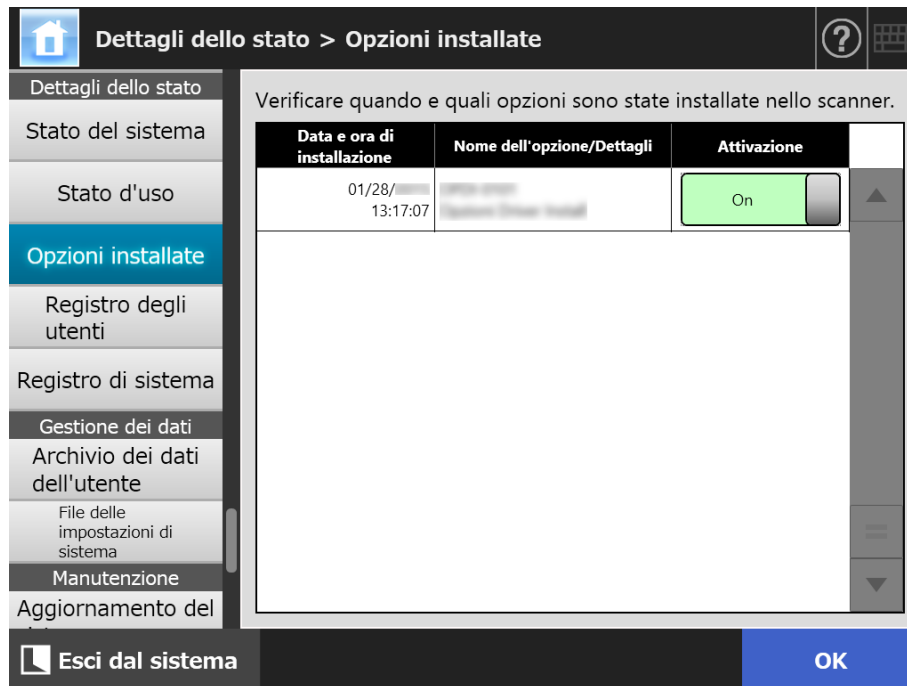 Dettagli dello stato > Opzioni installate
?
Dettagli dello stato
Stato del sistema
Stato d'uso
Opzioni installate
Registro degli
utenti
Registro di sistema
Gestione dei dati
Archivio dei dati
dell'utente
File delle
impostazioni di
sistema
Manutenzione
Aggiornamento del
Verificare quando e quali opzioni sono state installate nello scanner.
Data e ora di
installazione
Nome dell'opzione/Dettagli
Attivazione
01/28/
13:17:07
On
Esci dal sistema
OK